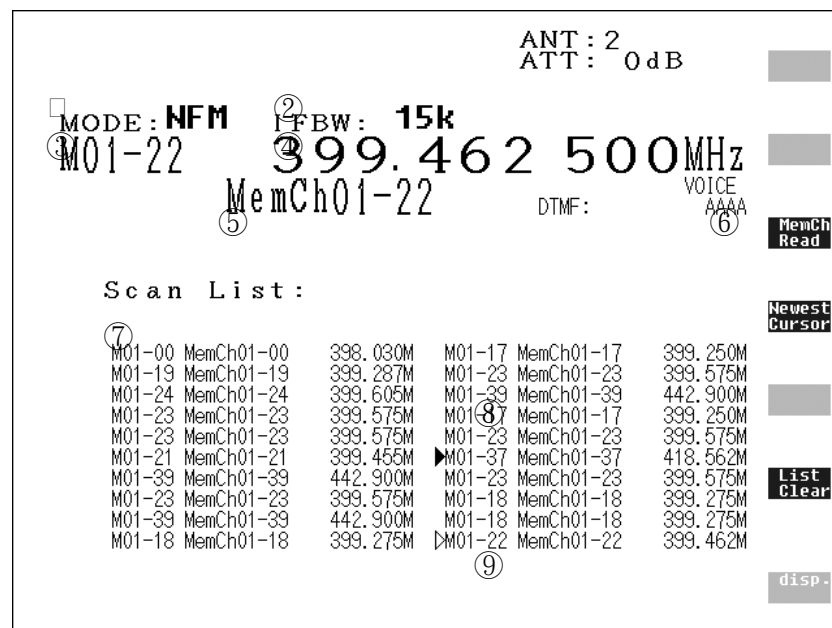 ANT:2
ATT: 0dB
②
MODE:NFM IFBW: 15k
③ ④
M01-22 399.462 500MHz
VOICE
MemCh01-22 DTMF: AAAA
⑤ ⑥
MemCh
Read
Scan List:
Newest
Cursor
⑦
M01-00 MemCh01-00 398.030M M01-17 MemCh01-17 399.250M
M01-19 MemCh01-19 399.287M M01-23 MemCh01-23 399.575M
M01-24 MemCh01-24 399.605M M01-39 MemCh01-39 442.900M
⑧
M01-23 MemCh01-23 399.575M M01-17 MemCh01-17 399.250M
M01-23 MemCh01-23 399.575M M01-23 MemCh01-23 399.575M
M01-21 MemCh01-21 399.455M ▶M01-37 MemCh01-37 418.562M
M01-39 MemCh01-39 442.900M M01-23 MemCh01-23 399.575M
M01-23 MemCh01-23 399.575M M01-18 MemCh01-18 399.275M
M01-39 MemCh01-39 442.900M M01-18 MemCh01-18 399.275M
M01-18 MemCh01-18 399.275M ▷M01-22 MemCh01-22 399.462M
⑨
List
Clear
disp.